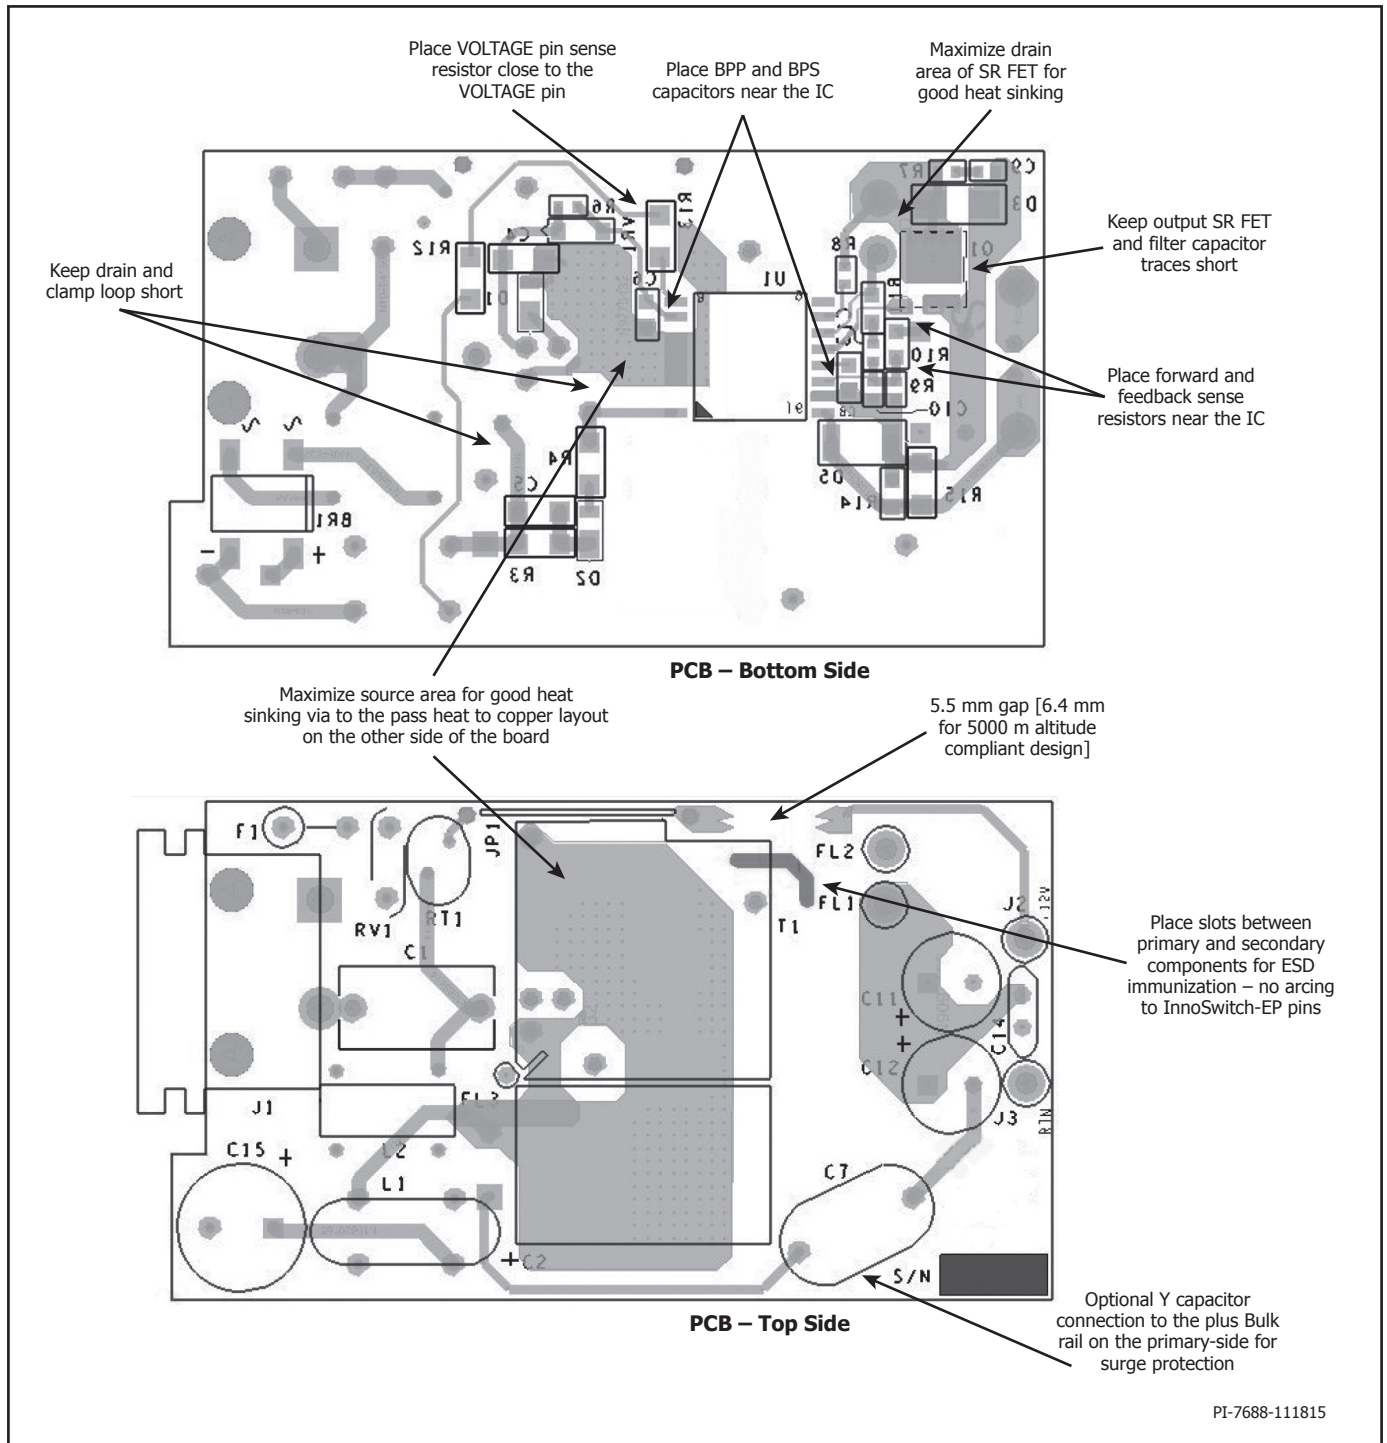 Place VOLTAGE pin sense
resistor close to the
VOLTAGE pin
Place BPP and BPS
capacitors near the IC
Maximize drain
area of SR FET for
good heat sinking
Keep drain and
clamp loop short
Keep output SR FET
and filter capacitor
traces short
Place forward and
feedback sense
resistors near the IC
R7
C9
D3
R6
R13
VR1
R12
R8
Q1
C6
U1
R10
R9
C10
R4
D5
C5
R14
R15
BR1
-
+
R3
D2
PCB – Bottom Side
Maximize source area for good heat
sinking via to the pass heat to copper layout
on the other side of the board
5.5 mm gap [6.4 mm
for 5000 m altitude
compliant design]
F1
JP1
FL2
RV1
RT1
FL1
J2
T1
C1
Place slots between
primary and secondary
components for ESD
immunization – no arcing
to InnoSwitch-EP pins
C11
+
+
C14
C12
J1
FL3
J3
RTN
C15
+
L2
L1
C7
+
C2
S/N
PCB – Top Side
Optional Y capacitor
connection to the plus Bulk
rail on the primary-side for
surge protection
PI-7688-111815